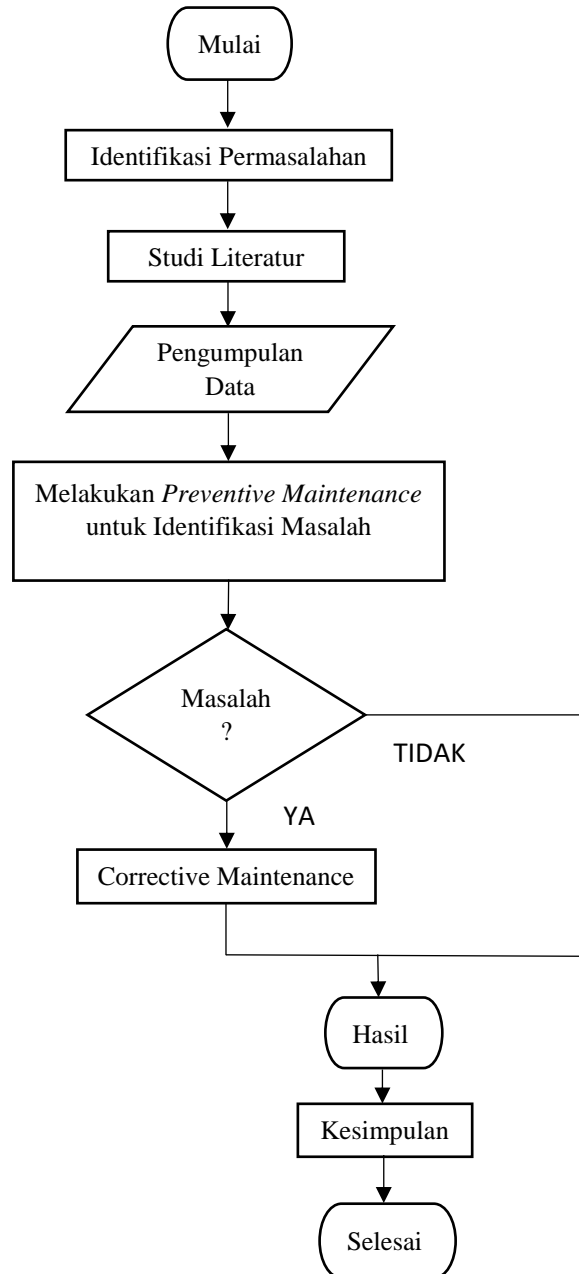 Mulai
Identifikasi Permasalahan
Studi Literatur
Pengumpulan
Data
Melakukan Preventive Maintenance
untuk Identifikasi Masalah
Masalah
?
TIDAK
YA
Corrective Maintenance
Hasil
Kesimpulan
Selesai